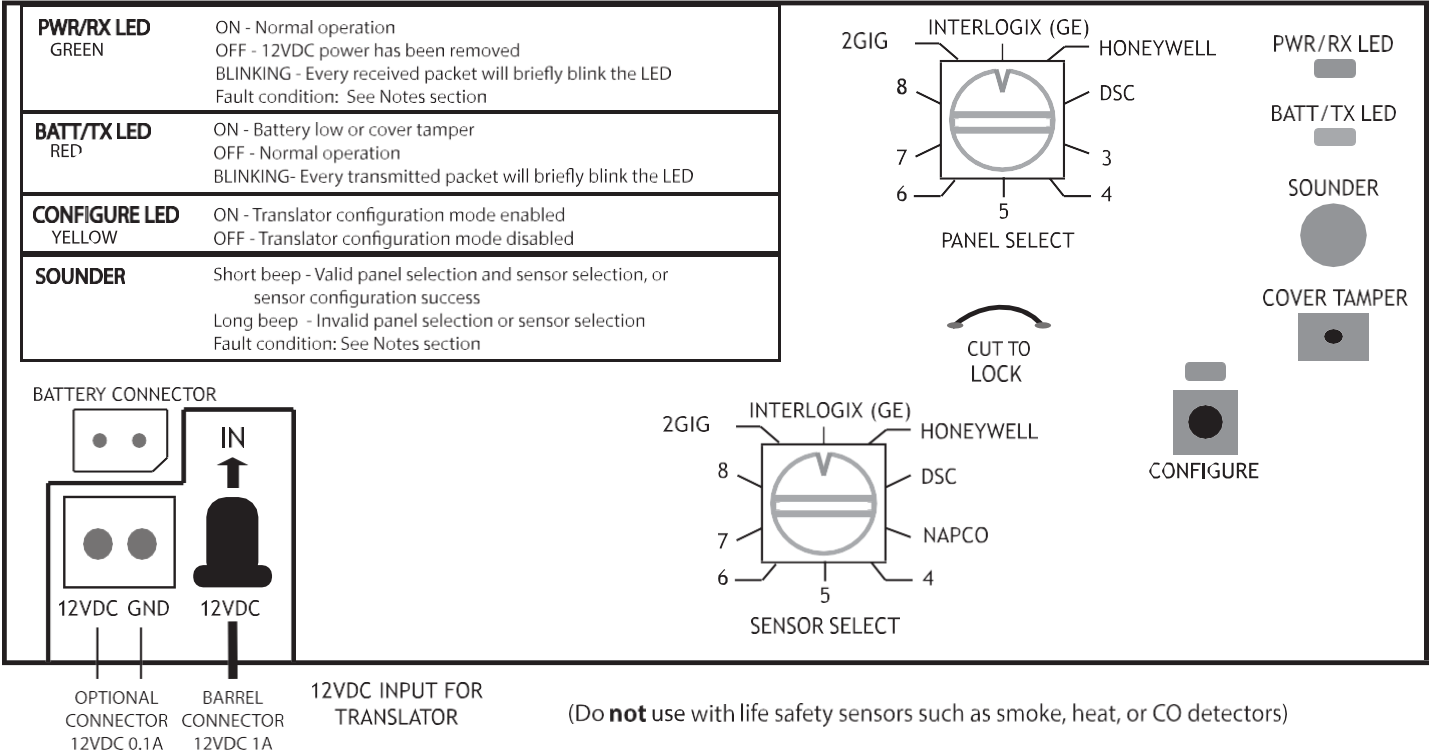 PWR/RX LED
GREEN
ON - Normal operation
OFF - 12VDC power has been removed
BLINKING - Every received packet will briefly blink the LED
Fault condition: See Notes section
BATT/TX LED
RED
ON - Battery low or cover tamper
OFF - Normal operation
BLINKING- Every transmitted packet will briefly blink the LED
CONFIGURE LED
YELLOW
ON - Translator configuration mode enabled
OFF - Translator configuration mode disabled
SOUNDER
Short beep - Valid panel selection and sensor selection, or
sensor configuration success
Long beep - Invalid panel selection or sensor selection
Fault condition: See Notes section
2GIG
INTERLOGIX (GE)
HONEYWELL
8
DSC
7
3
6
5
4
PANEL SELECT
PWR/RX LED
BATT/TX LED
SOUNDER
COVER TAMPER
CUT TO
LOCK
CONFIGURE
2GIG
INTERLOGIX (GE)
HONEYWELL
8
DSC
7
NAPCO
6
5
4
SENSOR SELECT
BATTERY CONNECTOR
IN
12VDC GND
12VDC
OPTIONAL
CONNECTOR
12VDC 0.1A
BARREL
CONNECTOR
12VDC 1A
12VDC INPUT FOR
TRANSLATOR
(Do not use with life safety sensors such as smoke, heat, or CO detectors)